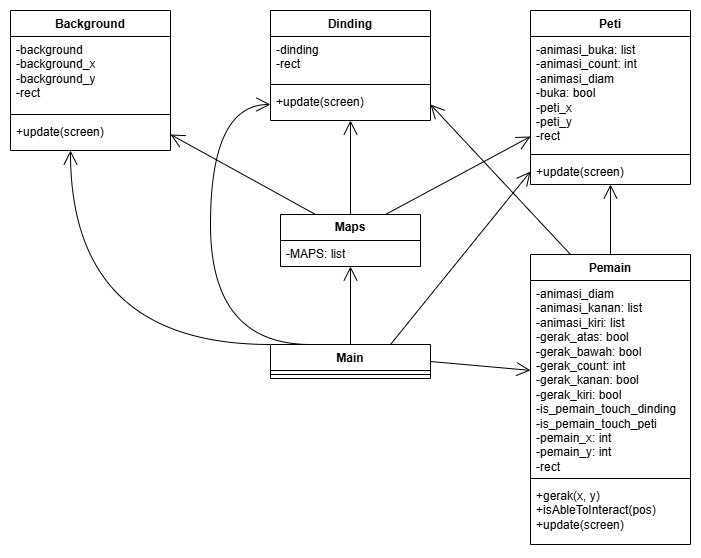 Background
-background
-background_x
-background_y
-rect
+update(screen)
Dinding
-dinding
-rect
+update(screen)
Peti
-animasi_buka: list
-animasi_count: int
-animasi_diam
-buka: bool
-peti_x
-peti_y
-rect
+update(screen)
Maps
-MAPS: list
Main
Pemain
-animasi_diam
-animasi_kanan: list
-animasi_kiri: list
-gerak_atas: bool
-gerak_bawah: bool
-gerak_count: int
-gerak_kanan: bool
-gerak_kiri: bool
-is_pemain_touch_dinding
-is_pemain_touch_peti
-pemain_x: int
-pemain_y: int
-rect
+gerak(x, y)
+isAbleToInteract(pos)
+update(screen)